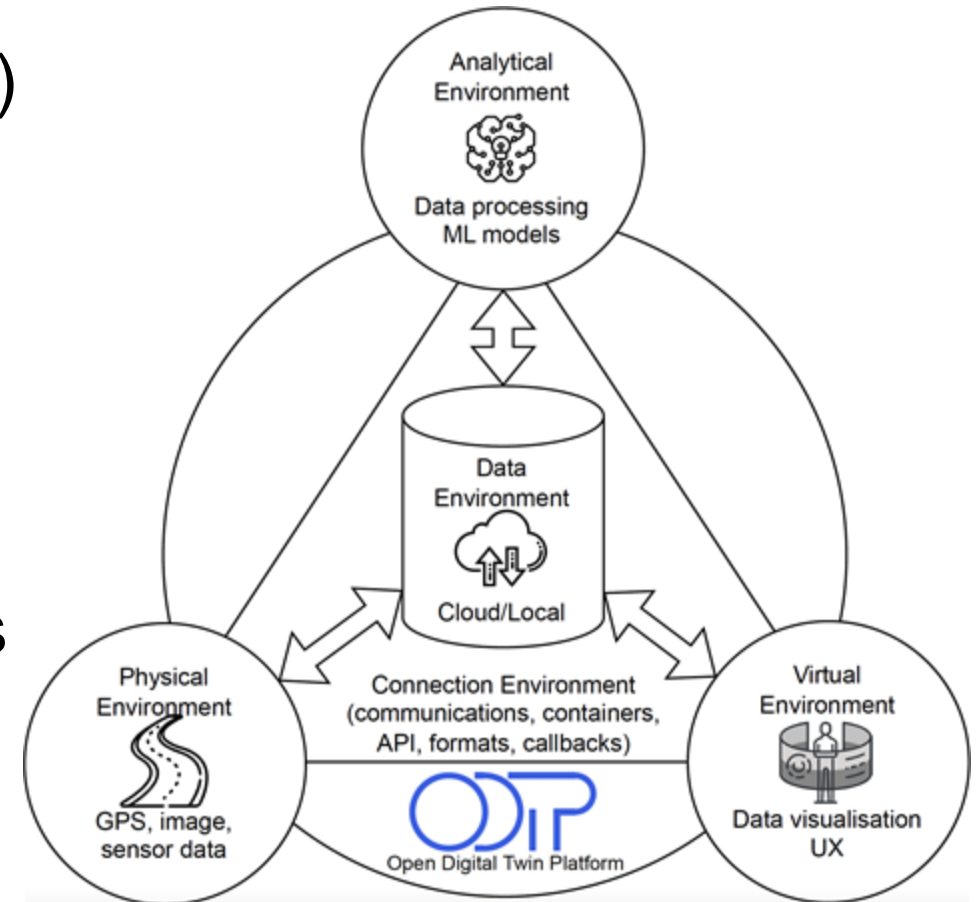 )
Analytical
Environment
Data processing
ML models
Data
Environment
Cloud/Local
s
Physical
Environment
GPS, image,
sensor data
Connection Environment
(communications, containers,
API, formats, callbacks)
ODTP
Open Digital Twin Platform
Virtual
Environment
Data visualisation
UX